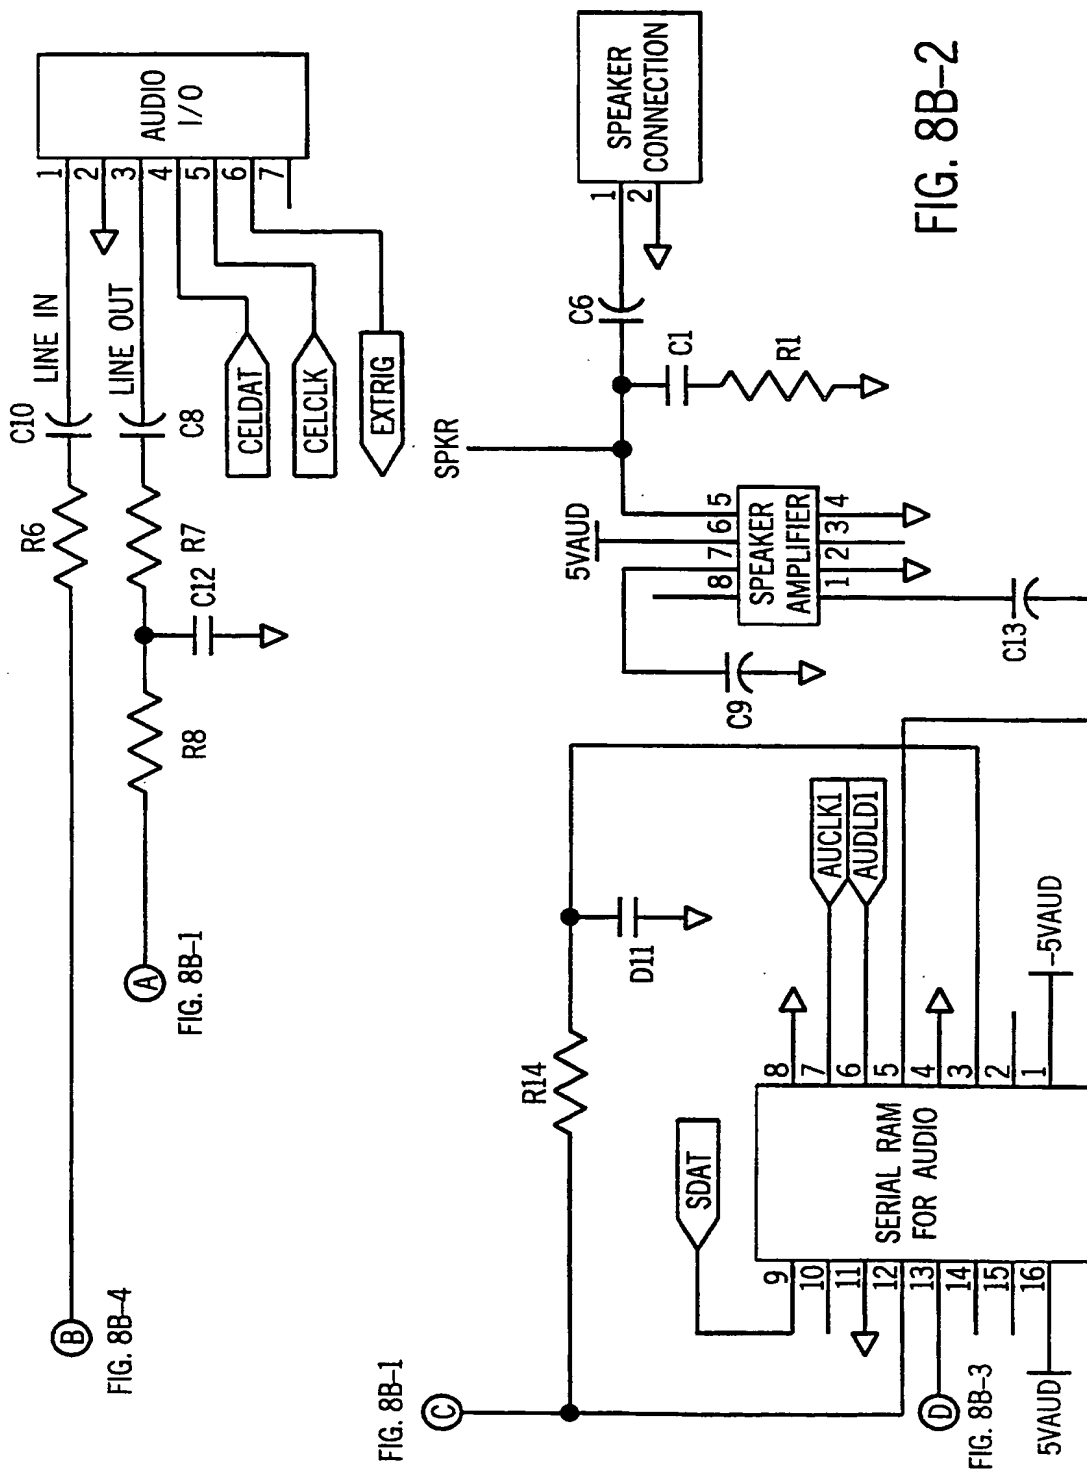 FIG. 8B-2
AUDIO
I/O
1
2
3
4
5
6
7
LINE IN
LINE OUT
C10
C8
R6
R7
C12
R8
CELDAT
CELCLK
EXTRIG
A
FIG. 8B-1
B
FIG. 8B-4
SPEAKER
CONNECTION
1
2
C6
C1
R1
SPKR
5VAUD
5
6
7
8
SPEAKER
AMPLIFIER
4
3
2
1
C9
C13
C
FIG. 8B-1
R14
D11
AUCLK1
AUDLD1
SDAT
8
7
6
5
4
3
2
1
-5VAUD
SERIAL RAM
FOR AUDIO
9
10
11
12
13
14
15
16
D
FIG. 8B-3
5VAUD